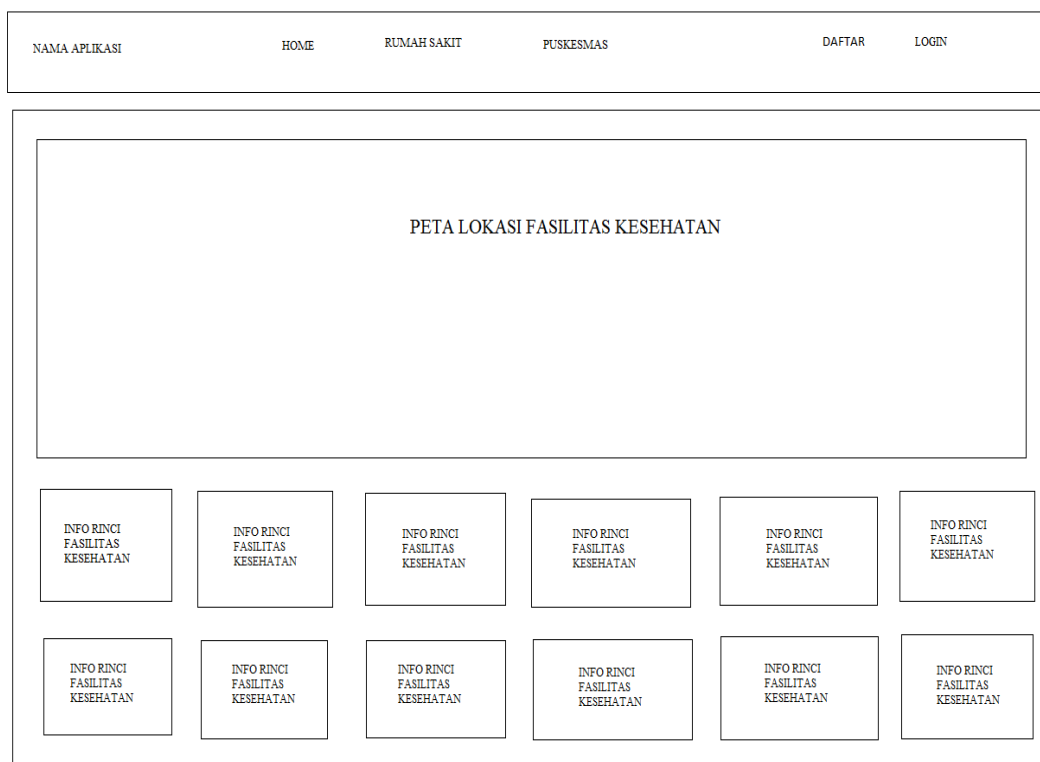 NAMA APLIKASI
HOME
RUMAH SAKIT
PUSKESMAS
DAFTAR
LOGIN
PETA LOKASI FASILITAS KESEHATAN
INFO RINCI
FASILITAS
KESEHATAN
INFO RINCI
FASILITAS
KESEHATAN
INFO RINCI
FASILITAS
KESEHATAN
INFO RINCI
FASILITAS
KESEHATAN
INFO RINCI
FASILITAS
KESEHATAN
INFO RINCI
FASILITAS
KESEHATAN
INFO RINCI
FASILITAS
KESEHATAN
INFO RINCI
FASILITAS
KESEHATAN
INFO RINCI
FASILITAS
KESEHATAN
INFO RINCI
FASILITAS
KESEHATAN
INFO RINCI
FASILITAS
KESEHATAN
INFO RINCI
FASILITAS
KESEHATAN